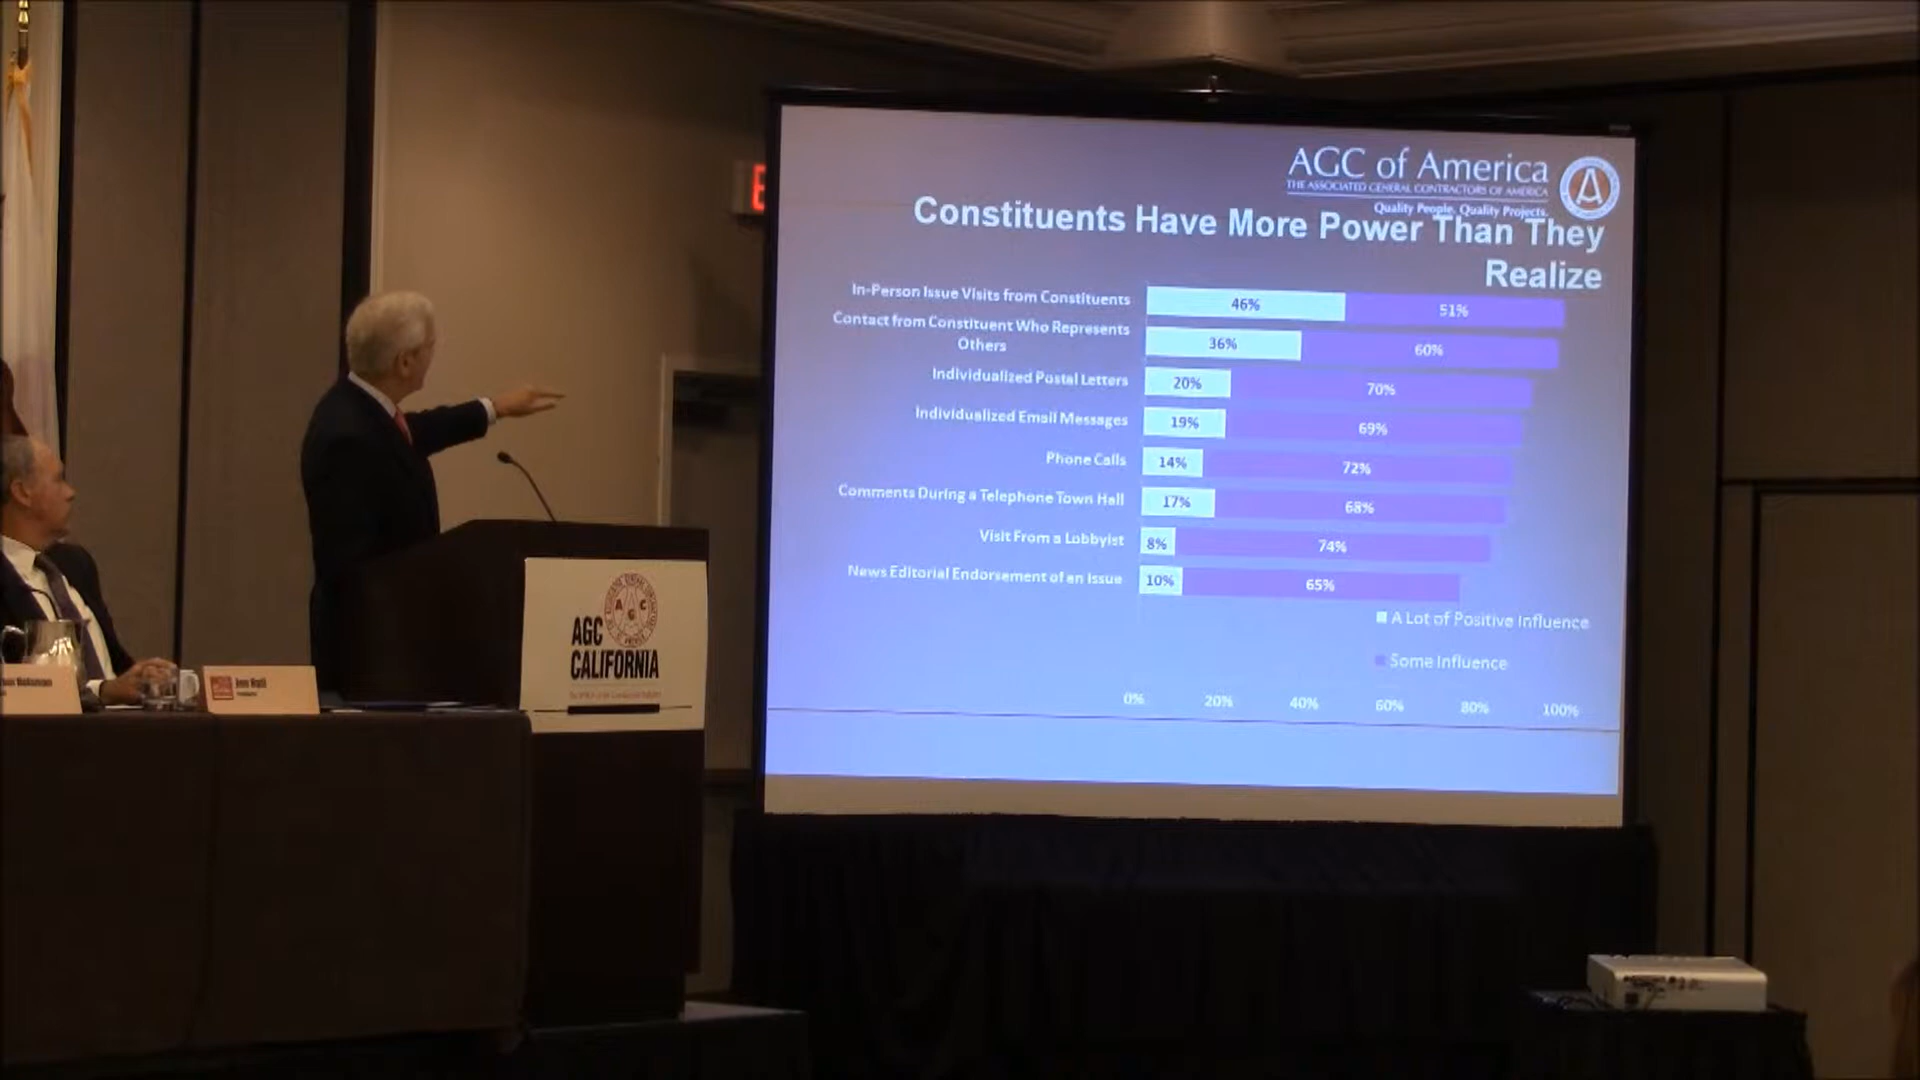 AGC of America
THE ASSOCIATED GENERAL CONTRACTORS OF AMERICA
Quality People. Quality Projects.
Constituents Have More Power Than They
Realize
In-Person Issue Visits from Constituents 46% 51%
Contact from Constituent Who Represents
Others 36% 60%
Individualized Postal Letters 20% 70%
Individualized Email Messages 19% 69%
Phone Calls 14% 72%
Comments During a Telephone Town Hall 17% 68%
Visit From a Lobbyist 8% 74%
News Editorial Endorsement of an Issue 10% 65%
A Lot of Positive Influence
Some Influence
0% 20% 40% 60% 80% 100%
E
A G C
AGC
CALIFORNIA